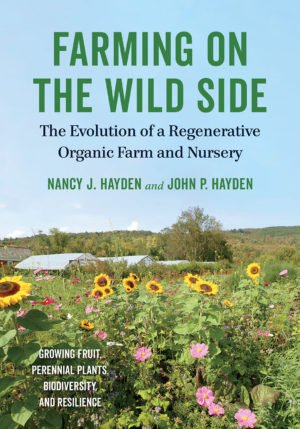 FARMING ON
THE WILD SIDE
The Evolution of a Regenerative
Organic Farm and Nursery
NANCY J. HAYDEN and JOHN P. HAYDEN
GROWING FRUIT,
PERENNIAL PLANTS,
BIODIVERSITY,
AND RESILIENCE